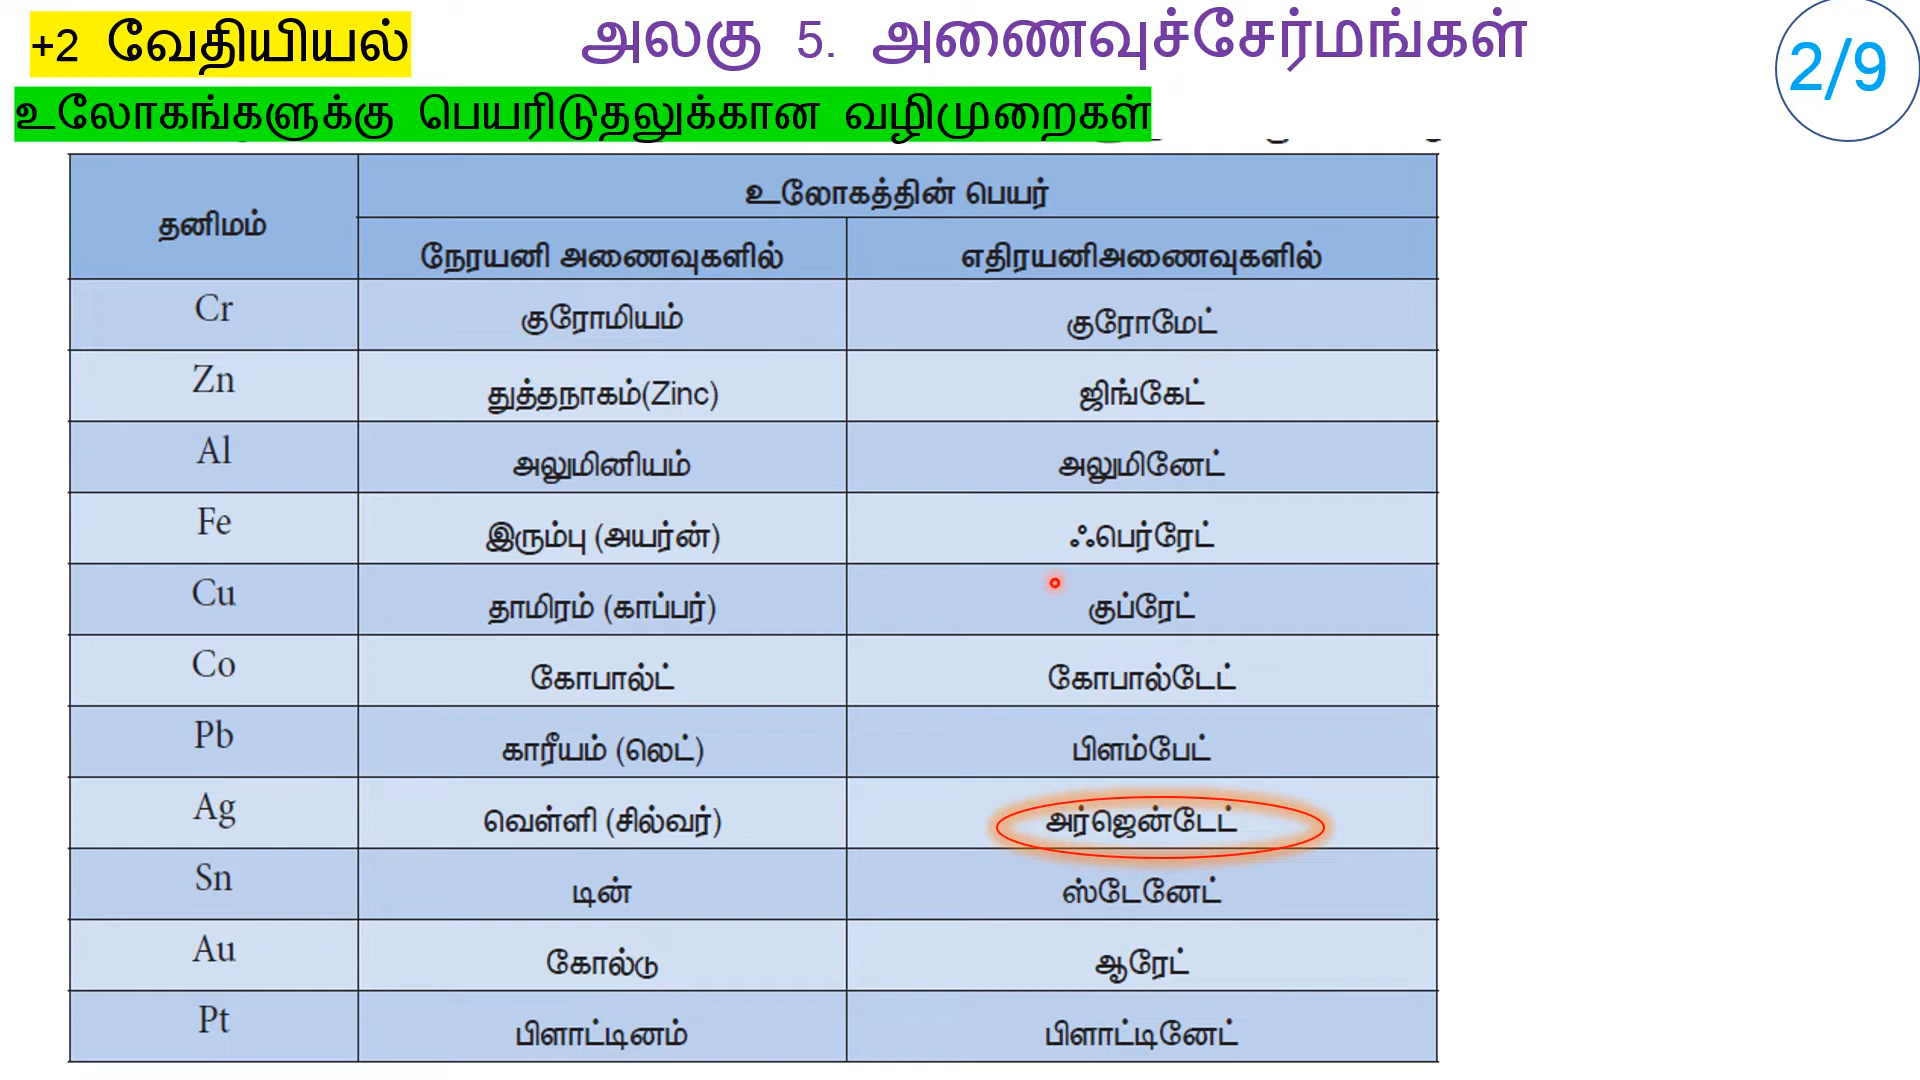 +2 வேதியியல்
அலகு 5. அணைவுச்சேர்மங்கள்
2/9
உலோகங்களுக்கு பெயரிடுதலுக்கான வழிமுறைகள்
தனிமம்
உலோகத்தின் பெயர்
நேரயனி அணைவுகளில் எதிரயனிஅணைவுகளில்
Cr குரோமியம் குரோமேட்
Zn துத்தநாகம்(Zinc) ஜிங்கேட்
Al அலுமினியம் அலுமினேட்
Fe இரும்பு (அயர்ன்) ஃபெர்ரேட்
Cu தாமிரம் (காப்பர்) குப்ரேட்
Co கோபால்ட் கோபால்டேட்
Pb காரீயம் (லெட்) பிளம்பேட்
Ag வெள்ளி (சில்வர்) அர்ஜென்டேட்
Sn டின் ஸ்டேனேட்
Au கோல்டு ஆரேட்
Pt பிளாட்டினம் பிளாட்டினேட்